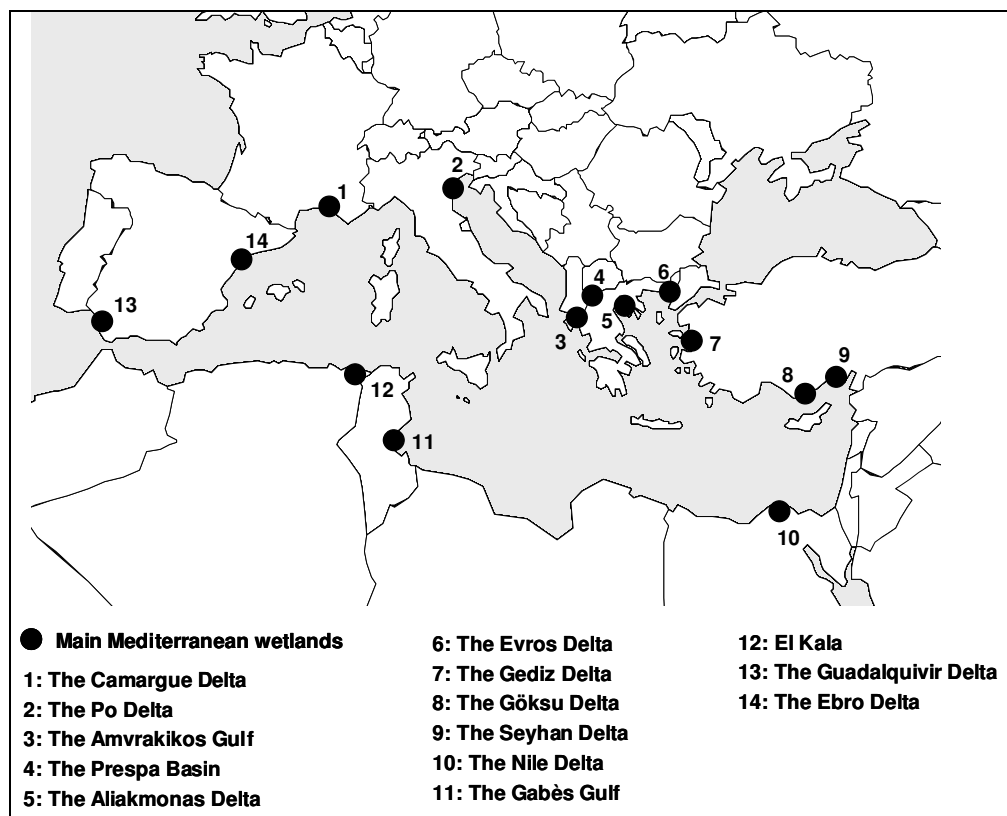 1
2
14
13
4
6
5
3
7
9
8
12
11
10
Main Mediterranean wetlands
1: The Camargue Delta
2: The Po Delta
3: The Amvrakikos Gulf
4: The Prespa Basin
5: The Aliakmonas Delta
6: The Evros Delta
7: The Gediz Delta
8: The Göksu Delta
9: The Seyhan Delta
10: The Nile Delta
11: The Gabès Gulf
12: El Kala
13: The Guadalquivir Delta
14: The Ebro Delta